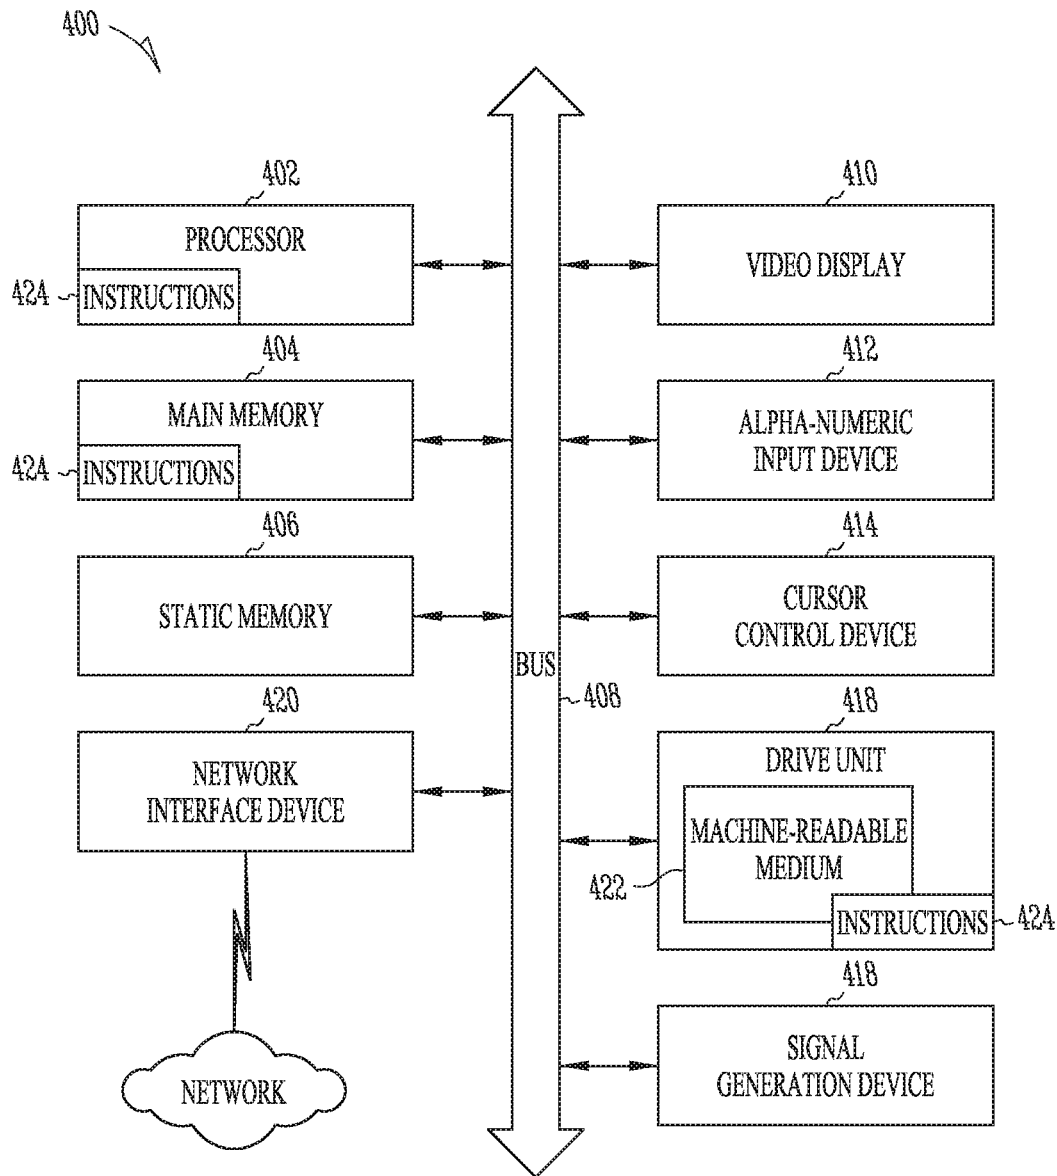 400
402
PROCESSOR
424
INSTRUCTIONS
404
MAIN MEMORY
424
INSTRUCTIONS
406
STATIC MEMORY
420
NETWORK
INTERFACE DEVICE
NETWORK
BUS
408
410
VIDEO DISPLAY
412
ALPHA-NUMERIC
INPUT DEVICE
414
CURSOR
CONTROL DEVICE
418
DRIVE UNIT
MACHINE-READABLE
MEDIUM
422
INSTRUCTIONS
424
418
SIGNAL
GENERATION DEVICE